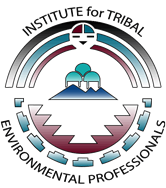 INSTITUTE for TRIBAL
ENVIRONMENTAL PROFESSIONALS